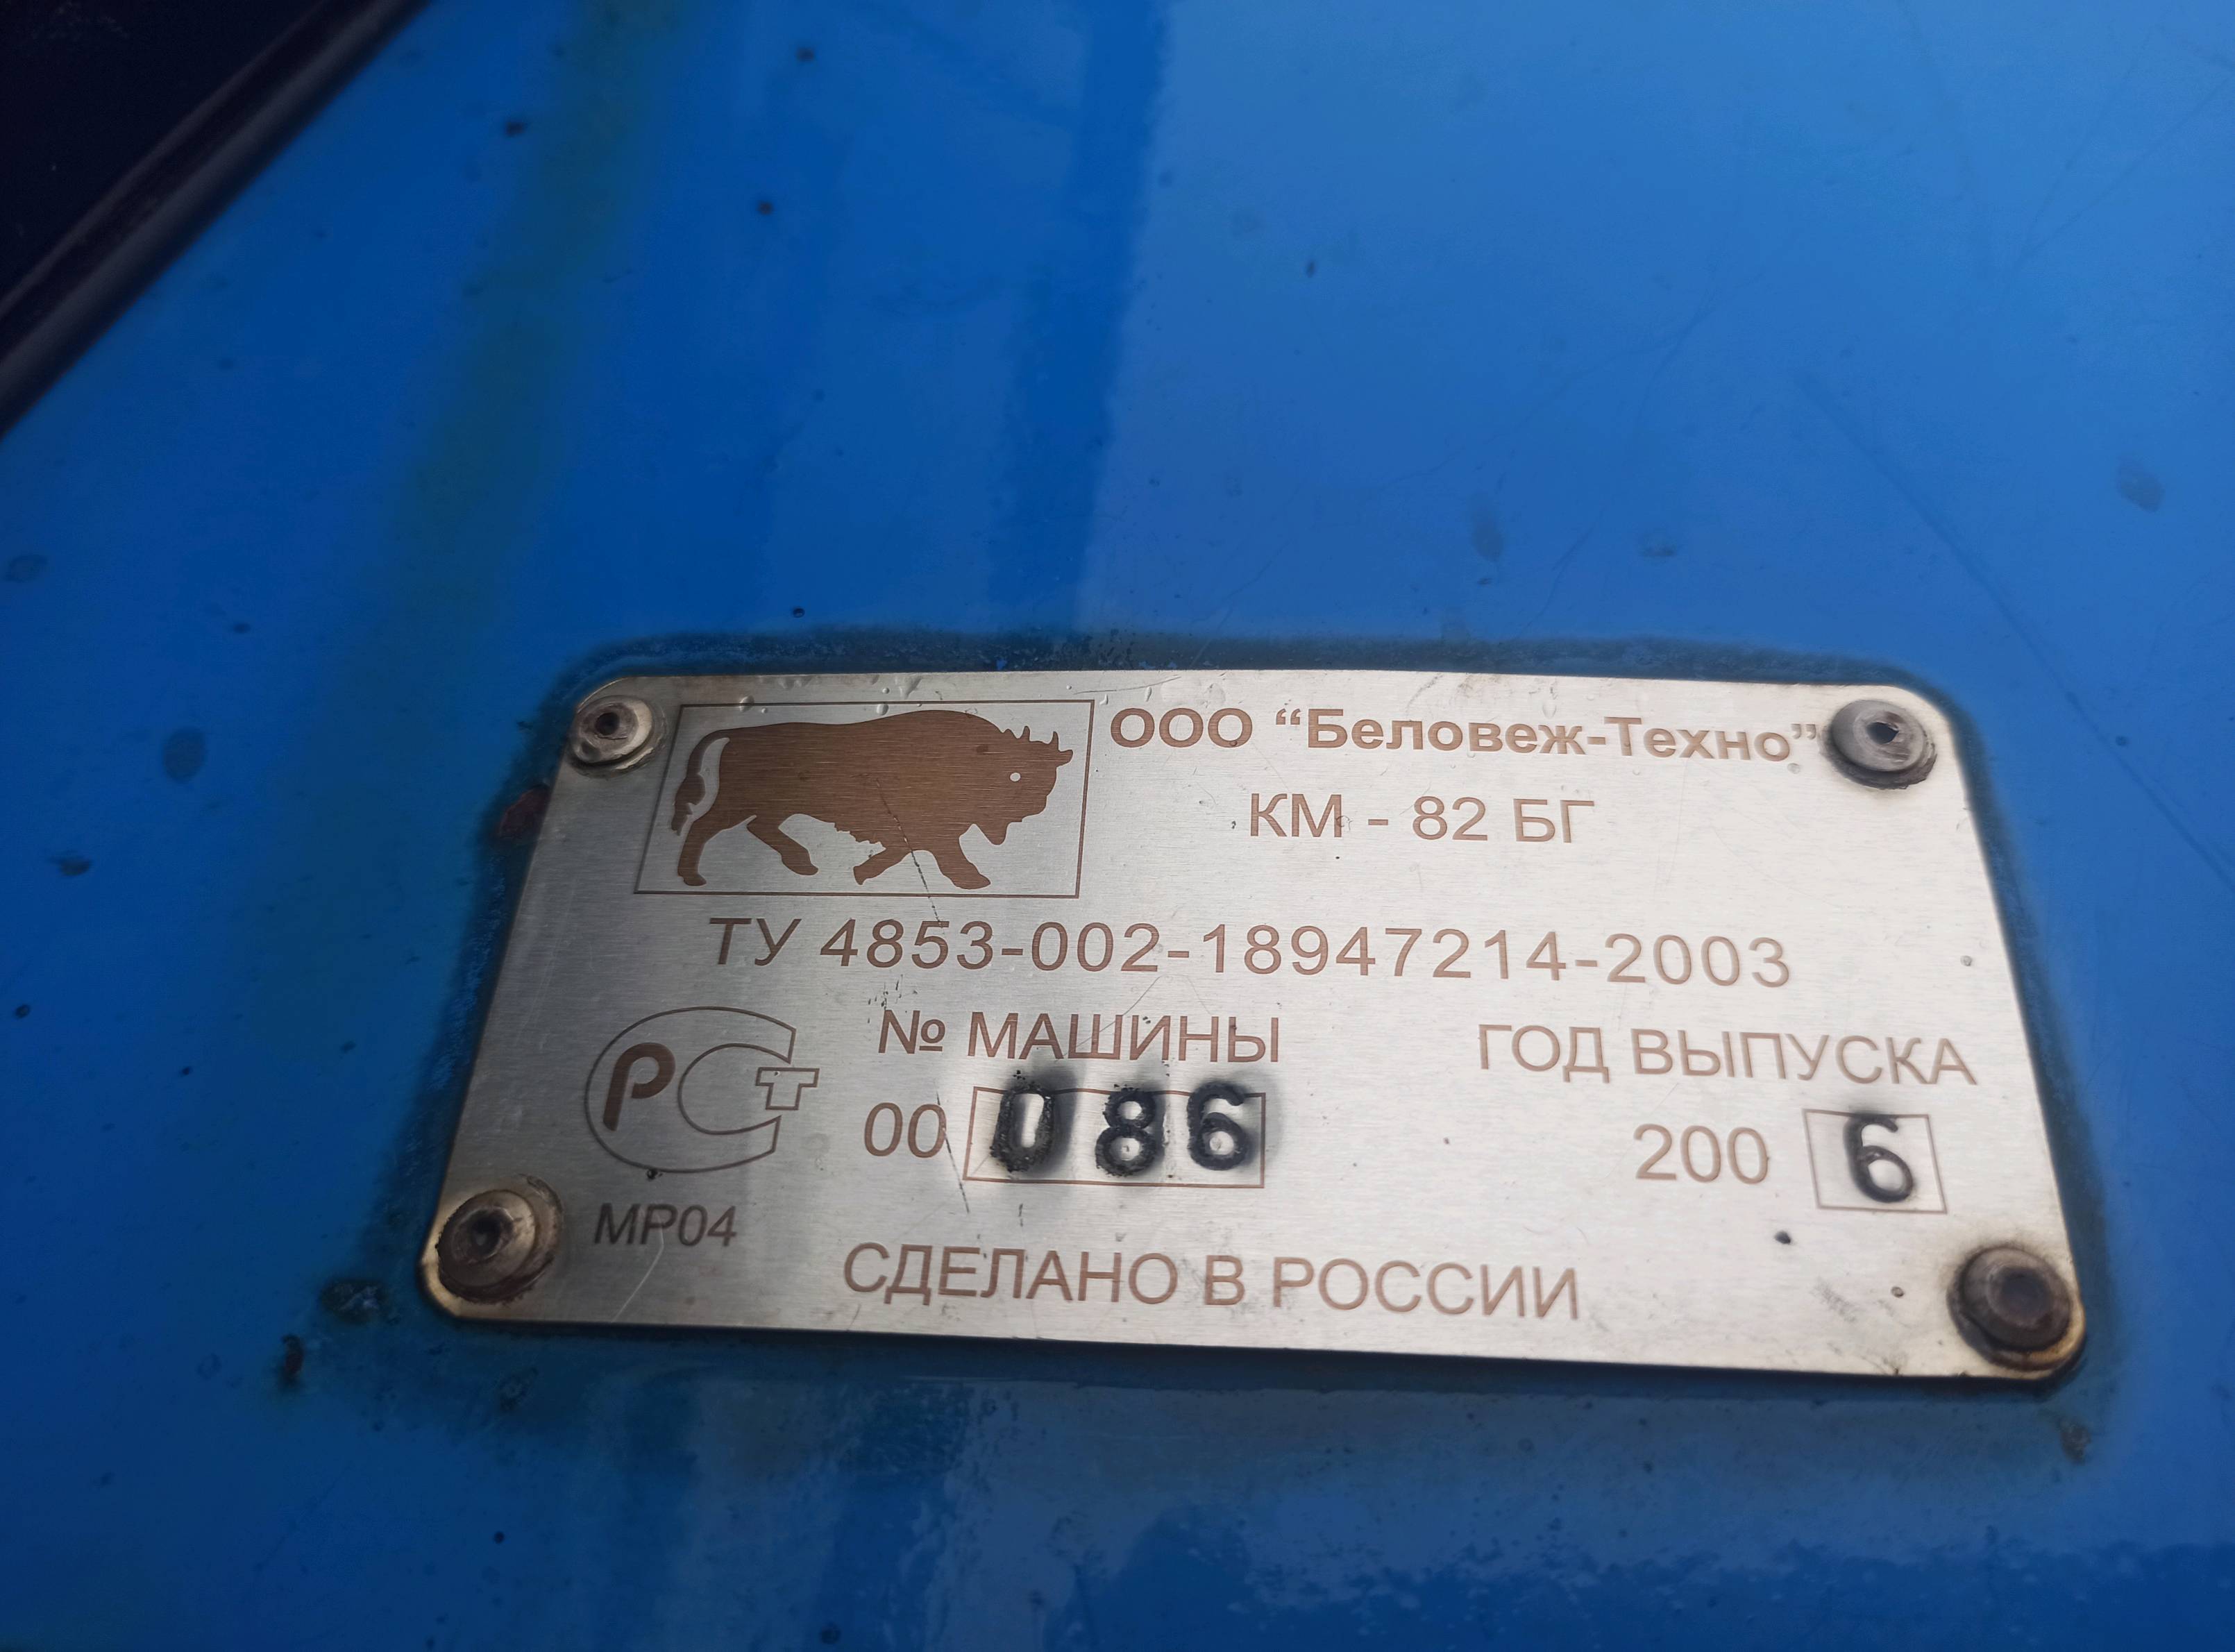 ООО “Беловеж-Техно”
КМ - 82 БГ
ТУ 4853-002-18947214-2003
№ МАШИНЫ ГОД ВЫПУСКА
РСТ 00 086 200 6
МР04
СДЕЛАНО В РОССИИ